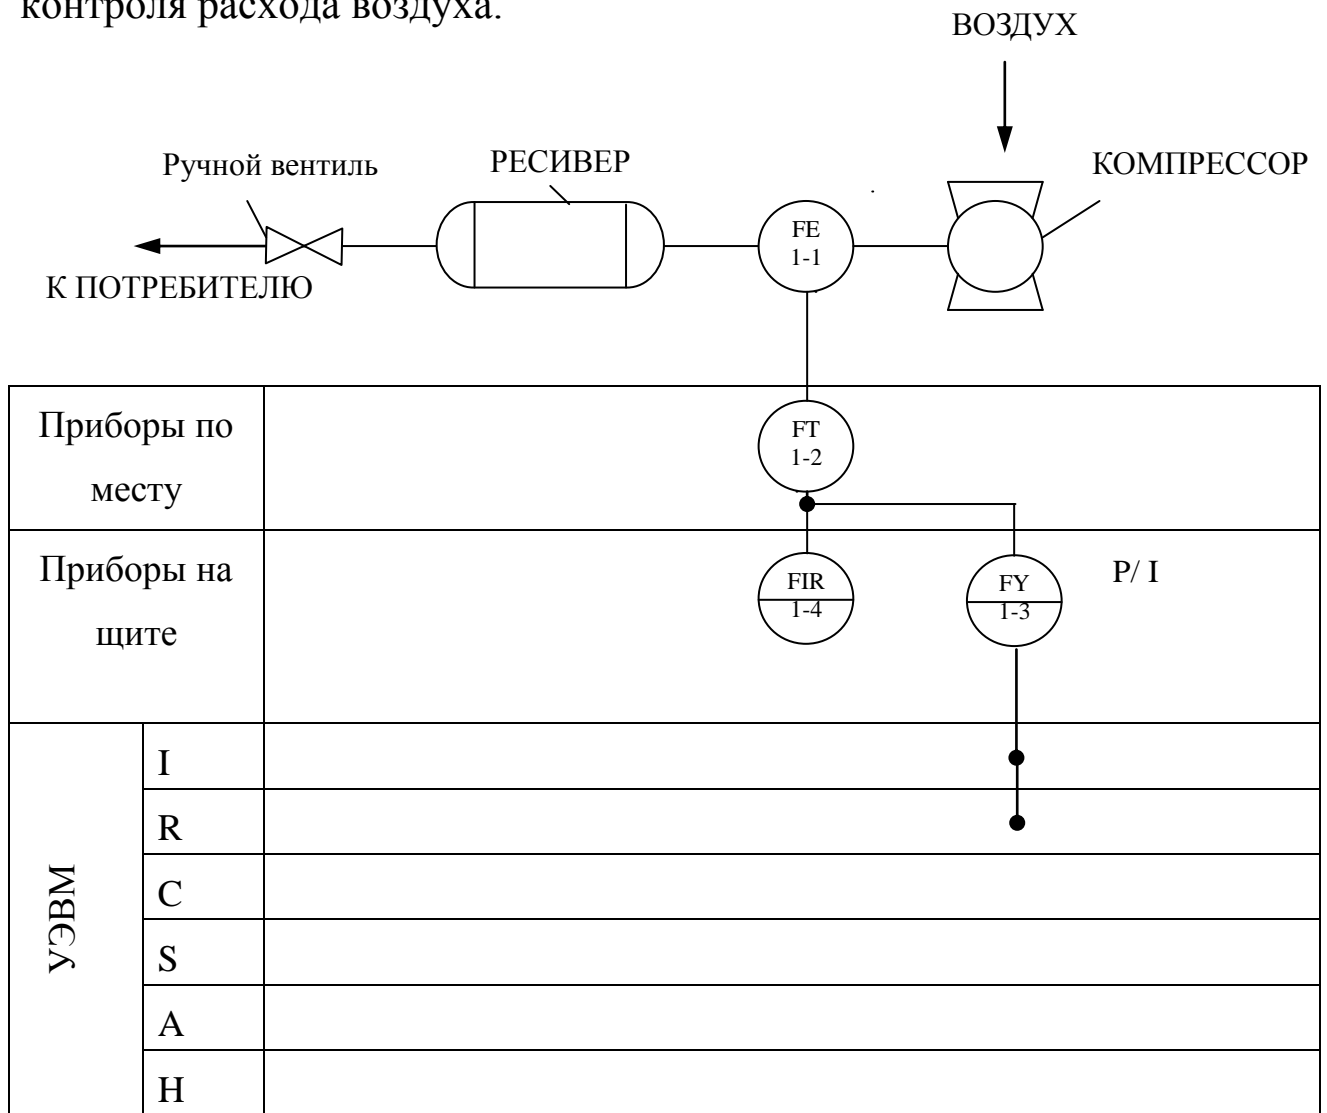 контроля расхода воздуха.
ВОЗДУХ
Ручной вентиль
РЕСИВЕР
КОМПРЕССОР
FE
1-1
К ПОТРЕБИТЕЛЮ
Приборы по
месту
FT
1-2
Приборы на
щите
FIR
1-4
FY
1-3
P/ I
УЭВМ
I
R
C
S
A
H